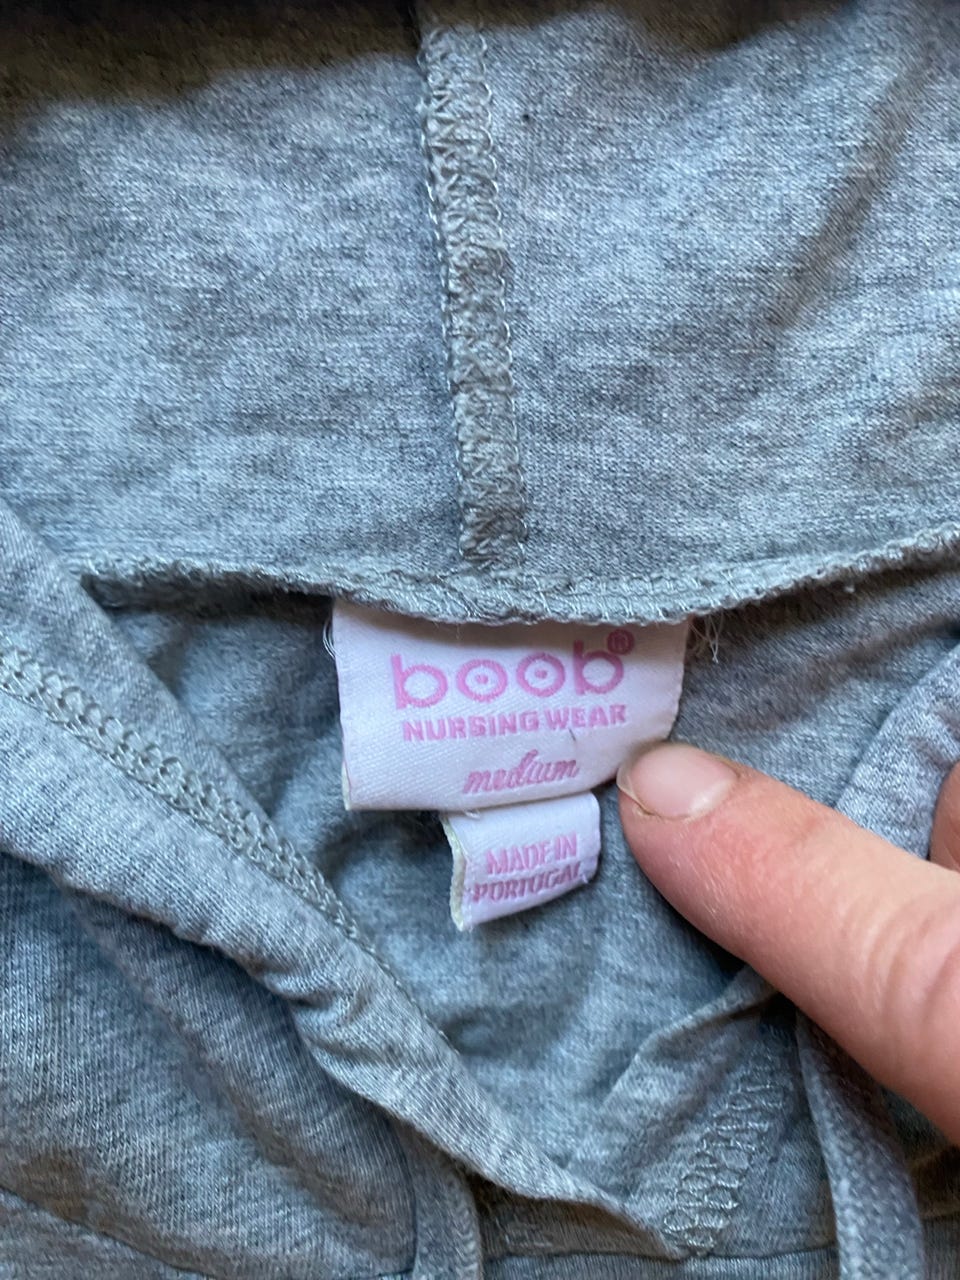 boob®
NURSING WEAR
medium
MADE IN
PORTUGAL